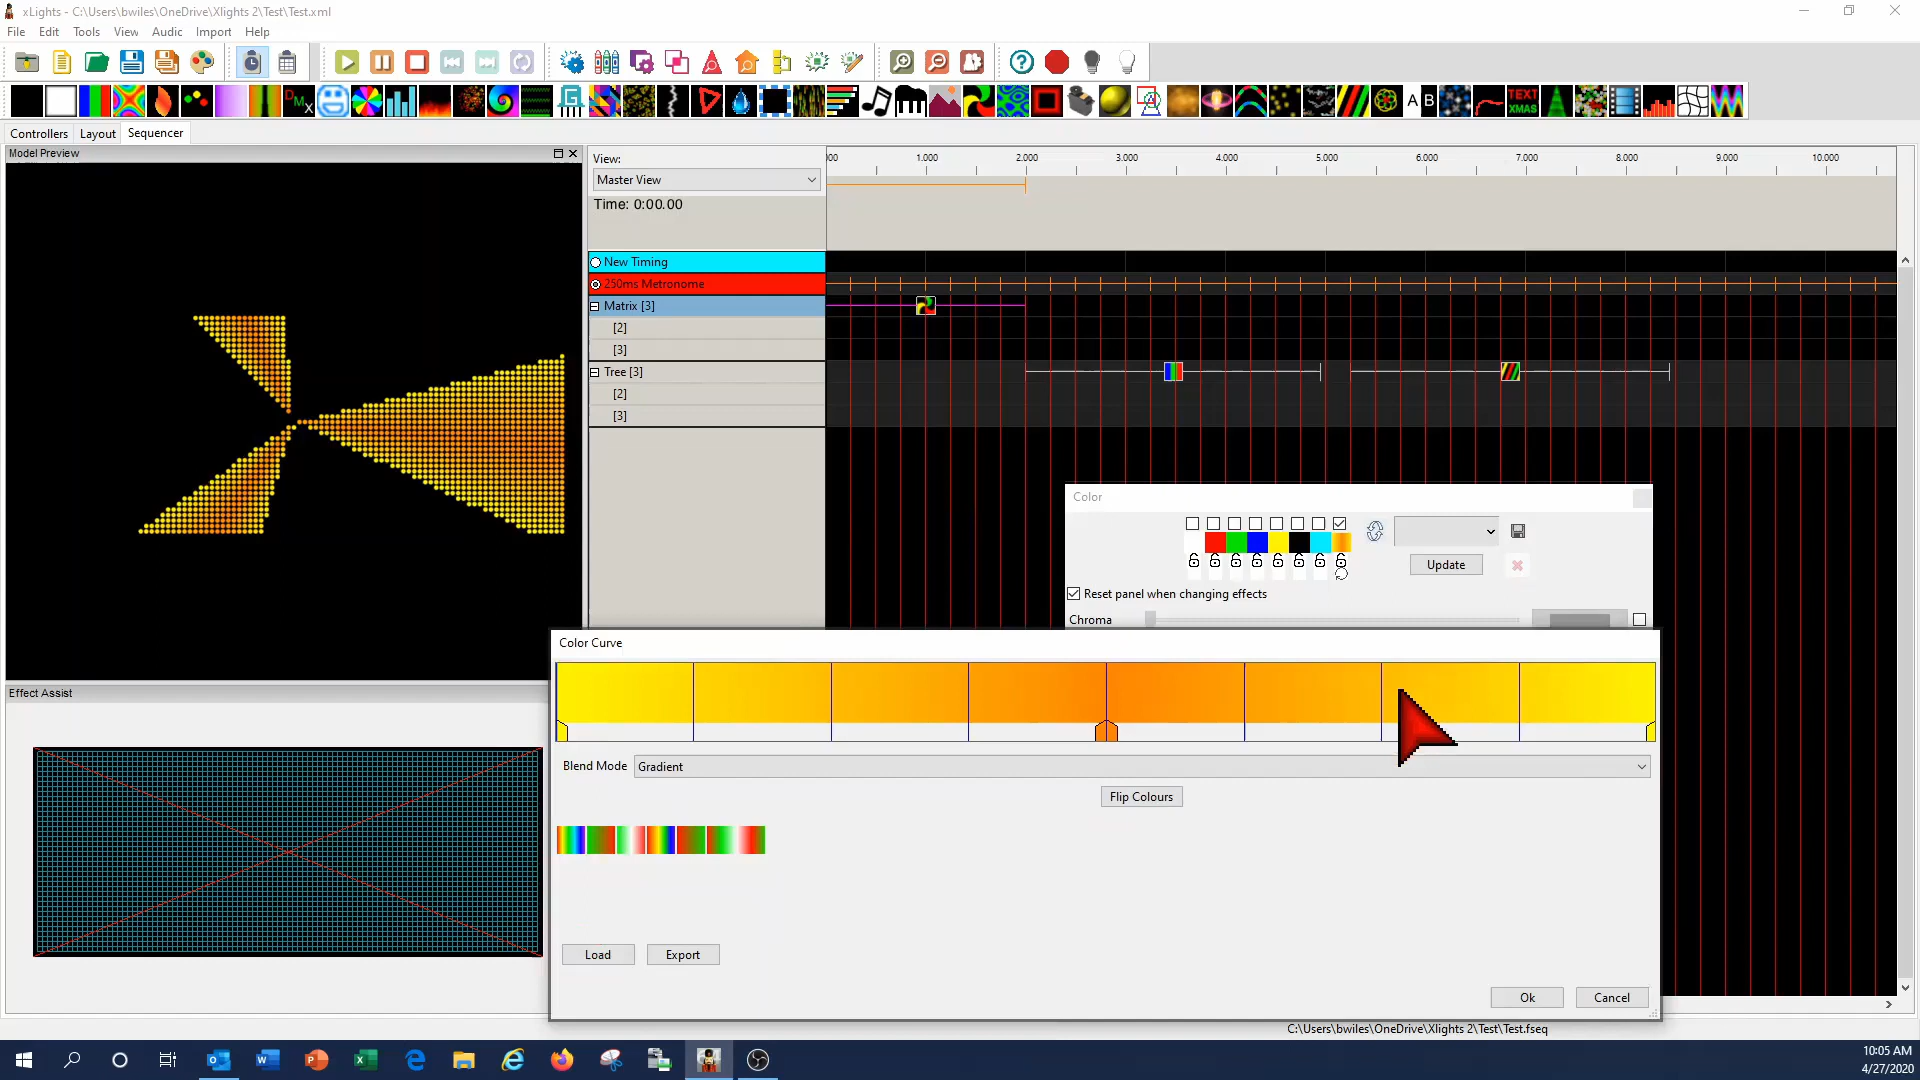 xLights - C:\Users\bwiles\OneDrive\Xlights 2\Test\Test.xml
File Edit Tools View Audic Import Help
DMX
A B
TEXT XMAS
Controllers Layout Sequencer
Model Preview
View:
Master View
Time: 0:00.00
00 1.000 2.000 3.000 4.000 5.000 6.000 7.000 8.000 9.000 10.000
New Timing
250ms Metronome
Matrix [3]
[2]
[3]
Tree [3]
[2]
[3]
Color
Update
Reset panel when changing effects
Chroma
Color Curve
Effect Assist
Blend Mode Gradient
Flip Colours
Load Export
Ok Cancel
C:\Users\bwiles\OneDrive\Xlights 2\Test\Test.fseq
10:05 AM
4/27/2020